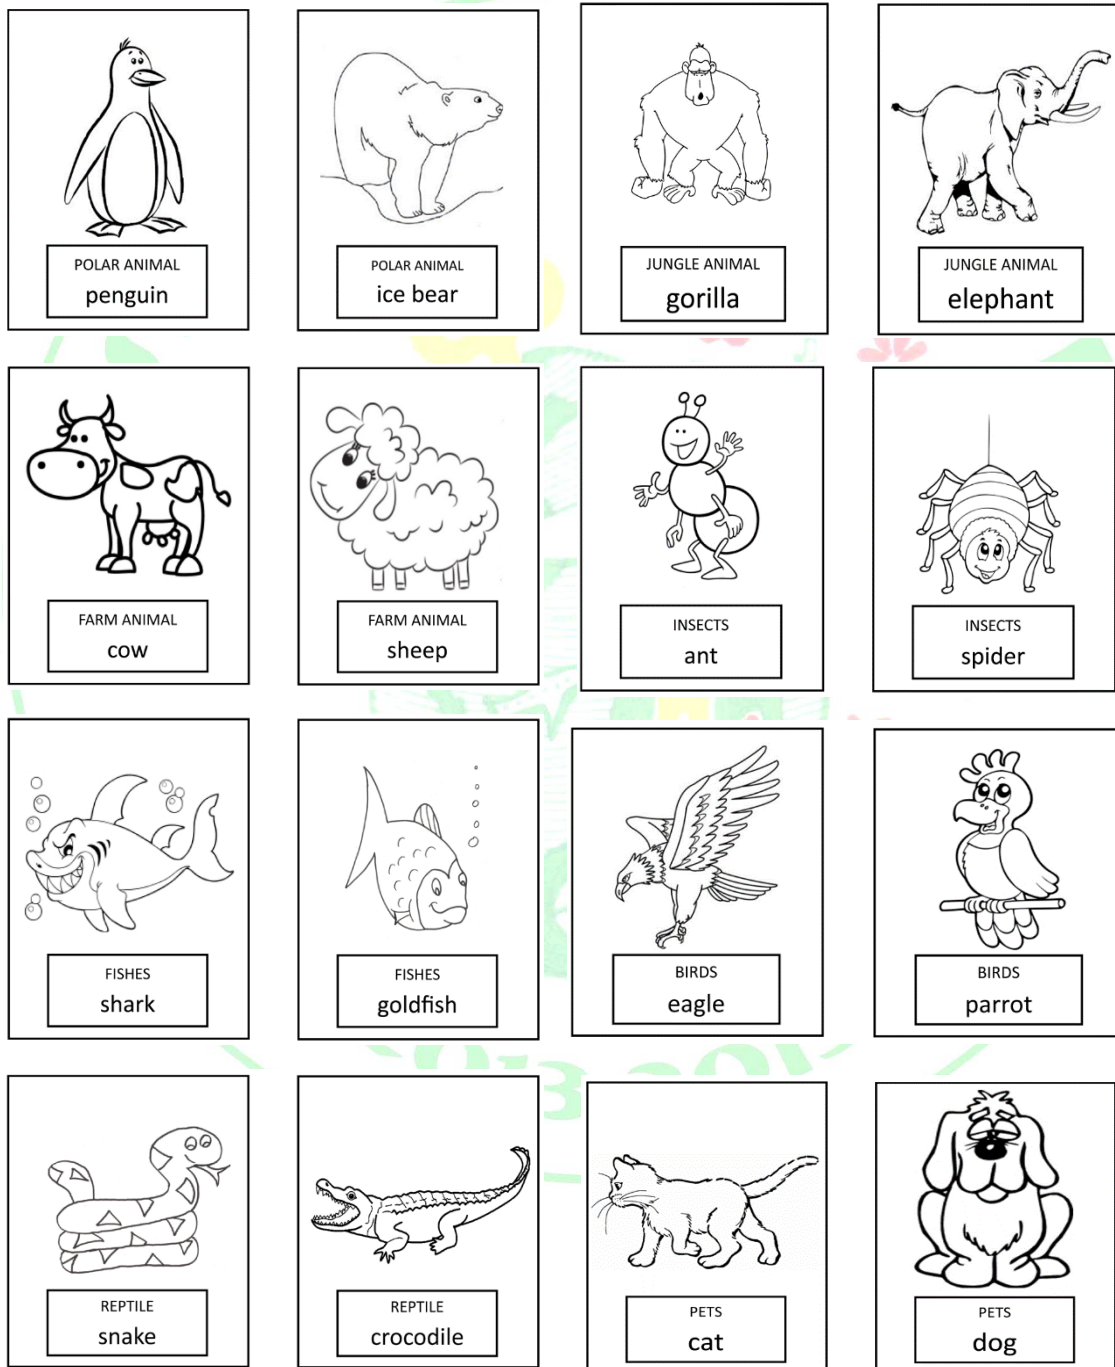 POLAR ANIMAL
penguin
POLAR ANIMAL
ice bear
JUNGLE ANIMAL
gorilla
JUNGLE ANIMAL
elephant
FARM ANIMAL
cow
FARM ANIMAL
sheep
INSECTS
ant
INSECTS
spider
FISHES
shark
FISHES
goldfish
BIRDS
eagle
BIRDS
parrot
REPTILE
snake
REPTILE
crocodile
PETS
cat
PETS
dog